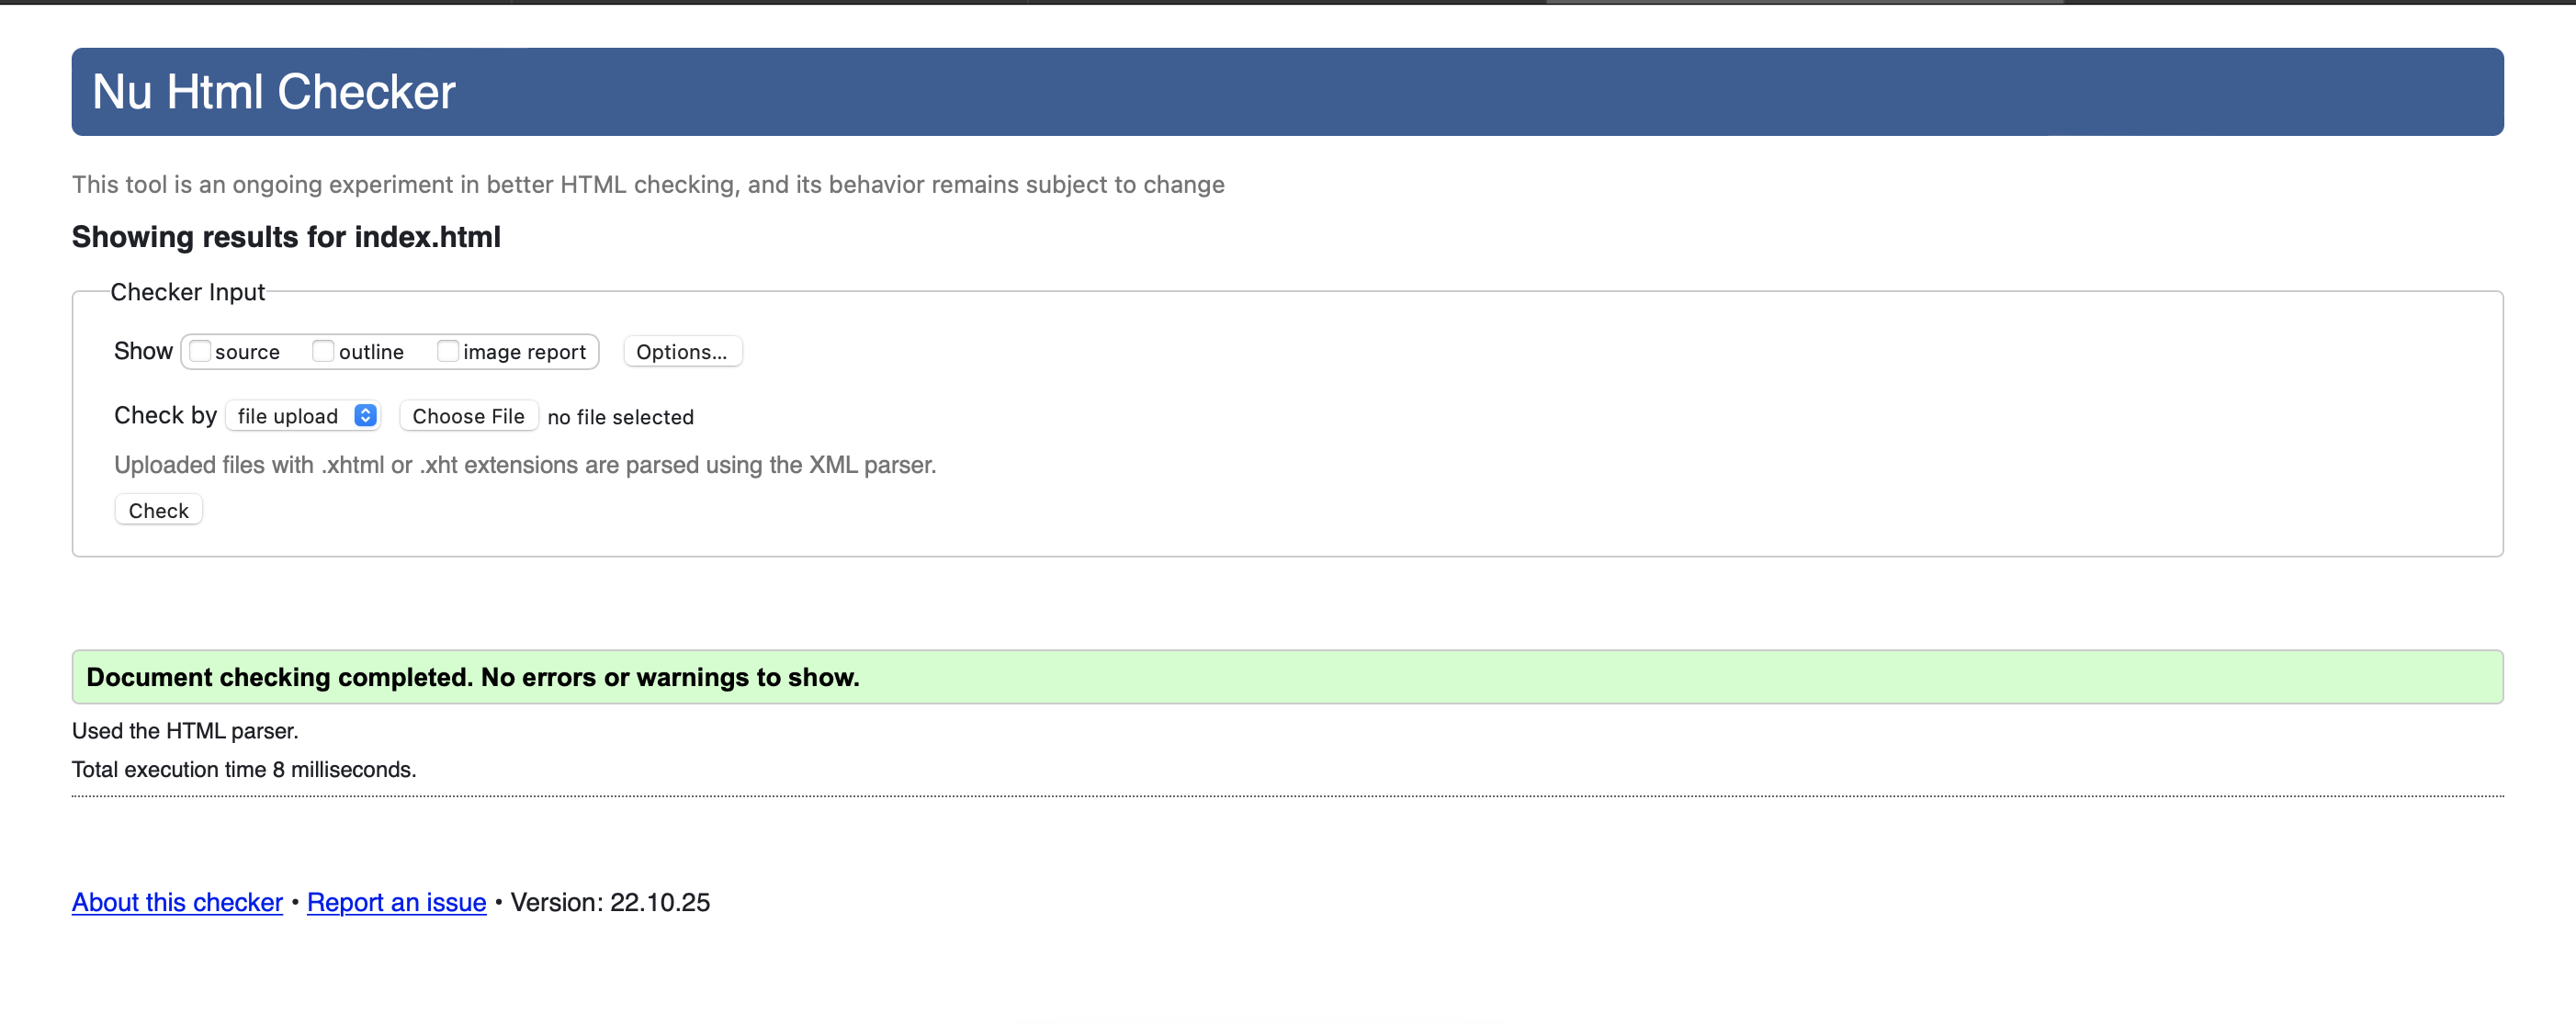 Nu Html Checker
This tool is an ongoing experiment in better HTML checking, and its behavior remains subject to change
Showing results for index.html
Checker Input
Show source outline image report Options...
Check by file upload Choose File no file selected
Uploaded files with .xhtml or .xht extensions are parsed using the XML parser.
Check
Document checking completed. No errors or warnings to show.
Used the HTML parser.
Total execution time 8 milliseconds.
About this checker • Report an issue • Version: 22.10.25